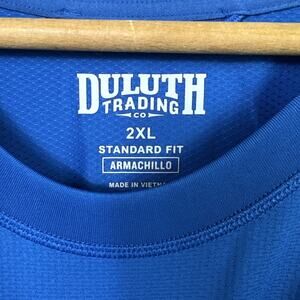 DULUTH
TRADING
CO
2XL
STANDARD FIT
ARMACHILLO
MADE IN